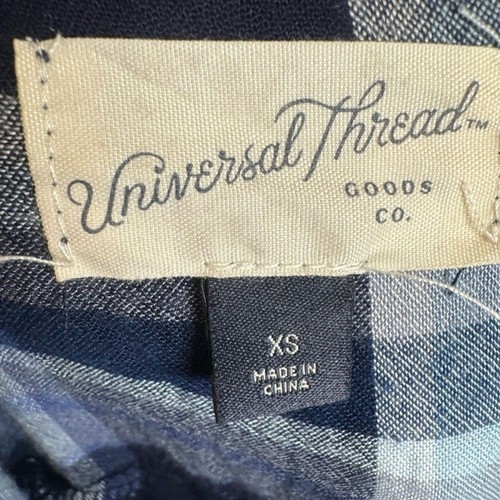 Universal Thread™
GOODS
CO.
XS
MADE IN
CHINA